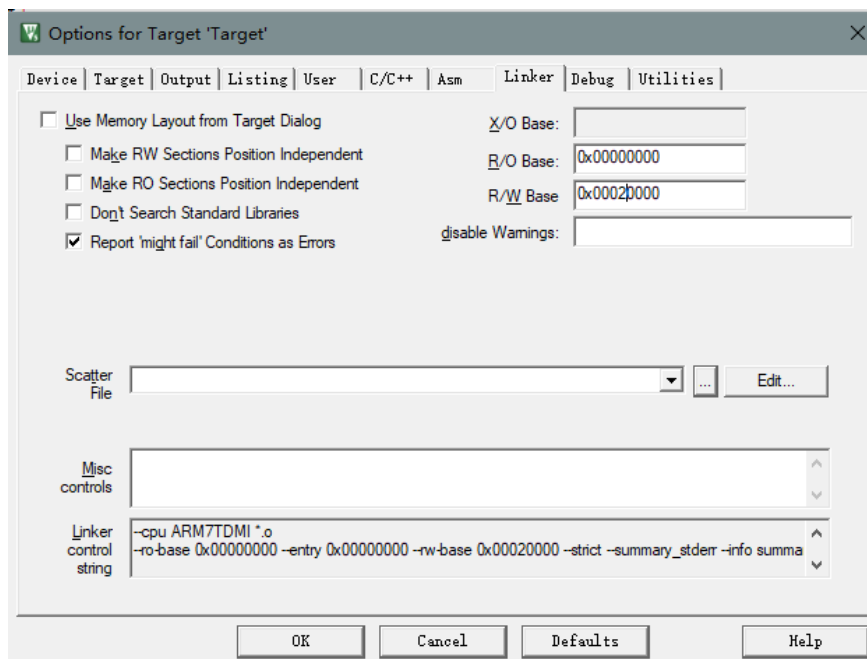 Options for Target 'Target'
Device Target Output Listing User C/C++ Asm Linker Debug Utilities
Use Memory Layout from Target Dialog
Make RW Sections Position Independent
Make RO Sections Position Independent
Don't Search Standard Libraries
Report 'might fail' Conditions as Errors
X/O Base:
R/O Base: 0x00000000
R/W Base 0x00020000
disable Warnings:
Scatter
File
... Edit...
Misc
controls
Linker
control
string
--cpu ARM7TDMI *.o
--ro-base 0x00000000 --entry 0x00000000 --rw-base 0x00020000 --strict --summary_stderr --info summa
OK Cancel Defaults Help